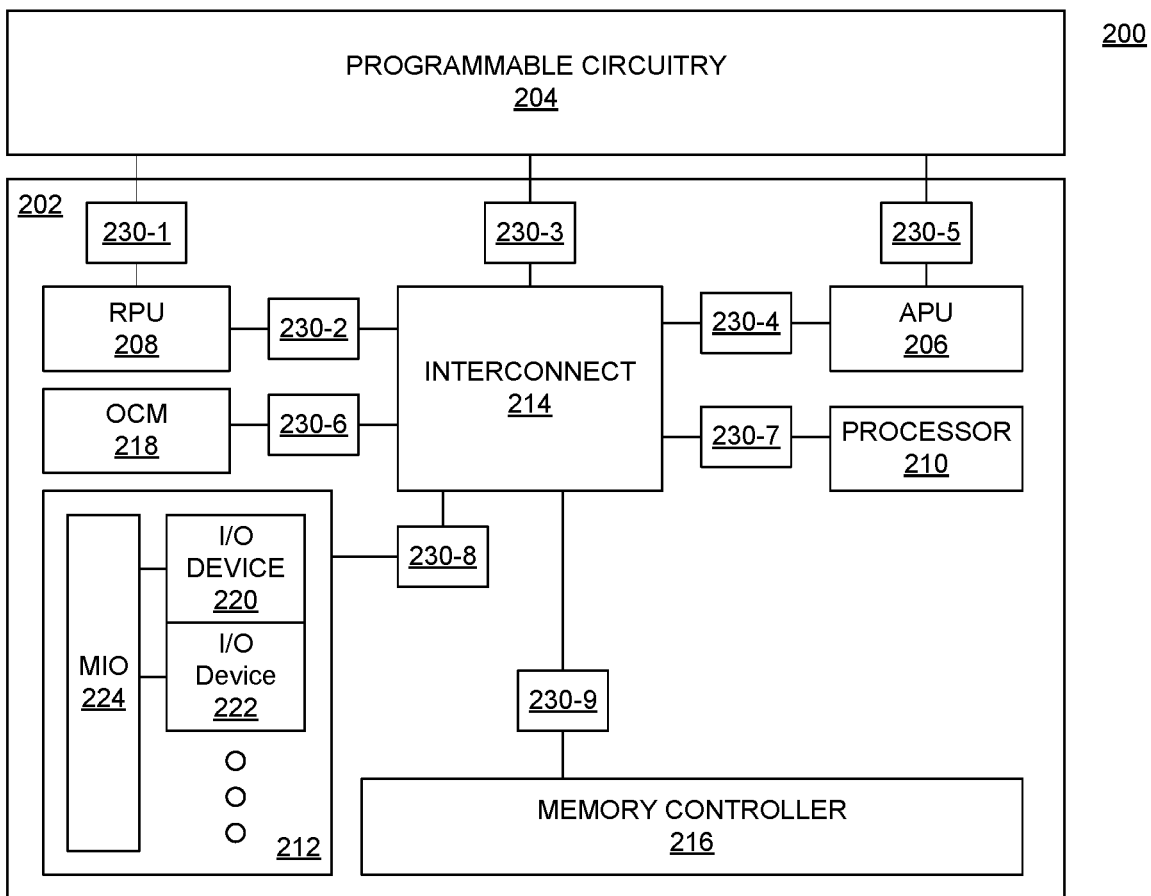 200
PROGRAMMABLE CIRCUITRY
204
202
230-1
230-3
230-5
RPU
208
230-2
INTERCONNECT
214
230-4
APU
206
OCM
218
230-6
230-7
PROCESSOR
210
MIO
224
I/O
DEVICE
220
I/O
Device
222
212
230-8
230-9
MEMORY CONTROLLER
216